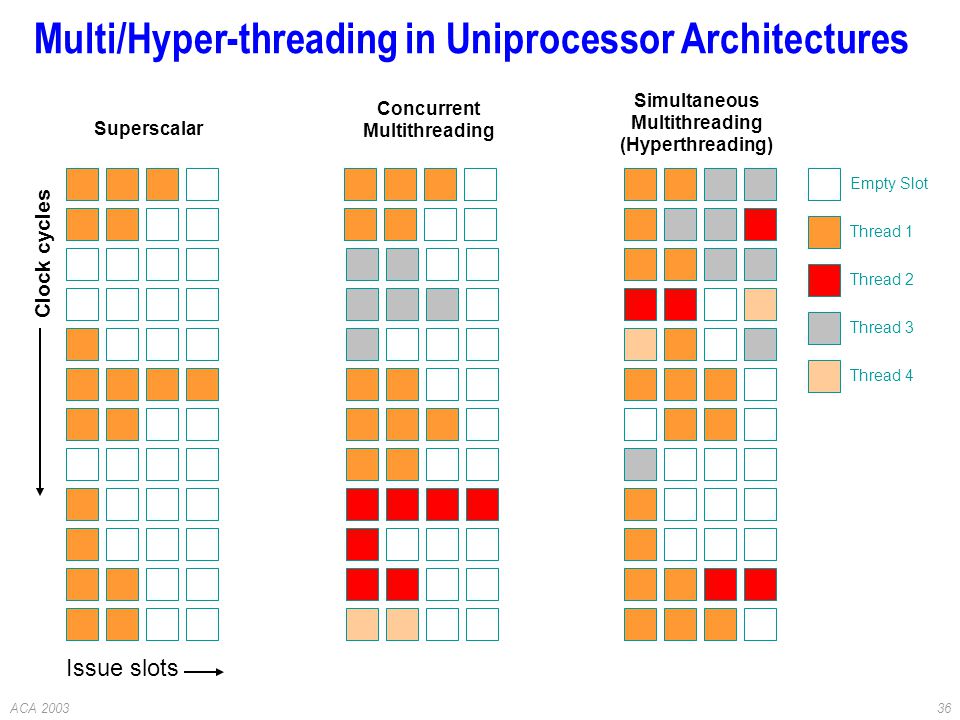 Multi/Hyper-threading in Uniprocessor Architectures
Superscalar
Concurrent
Multithreading
Simultaneous
Multithreading
(Hyperthreading)
Clock cycles
Empty Slot
Thread 1
Thread 2
Thread 3
Thread 4
Issue slots
ACA 2003
36